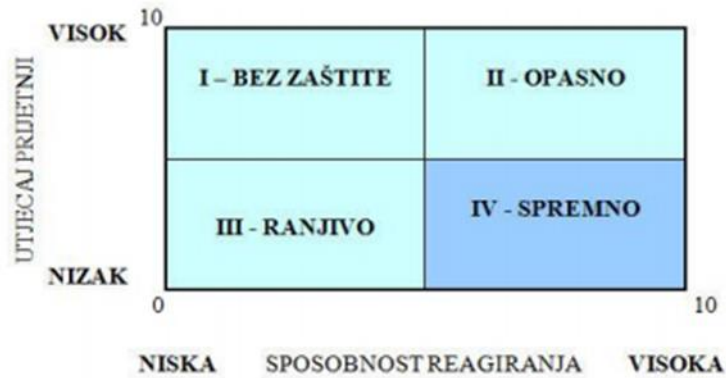 VISOK 10
I – BEZ ZAŠTITE
II - OPASNO
UTJECAJ PRIJETNJI
III - RANJIVO
IV - SPREMNO
NIZAK
0
10
NISKA SPOSOBNOST REAGIRANJA VISOKA